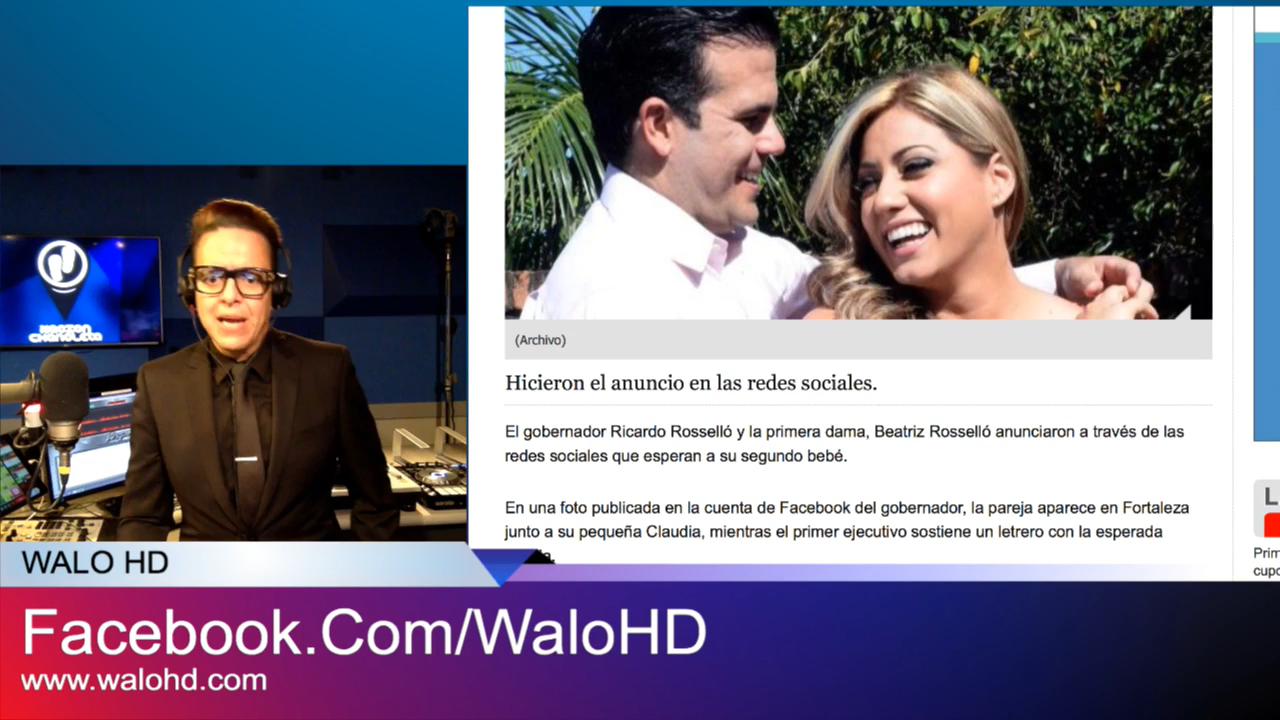 (Archivo)
Hicieron el anuncio en las redes sociales.
El gobernador Ricardo Rosselló y la primera dama, Beatriz Rosselló anunciaron a través de las
redes sociales que esperan a su segundo bebé.
En una foto publicada en la cuenta de Facebook del gobernador, la pareja aparece en Fortaleza
junto a su pequeña Claudia, mientras el primer ejecutivo sostiene un letrero con la esperada
L
Prim
cupo
WALO HD
Facebook.Com/WaloHD
www.walohd.com